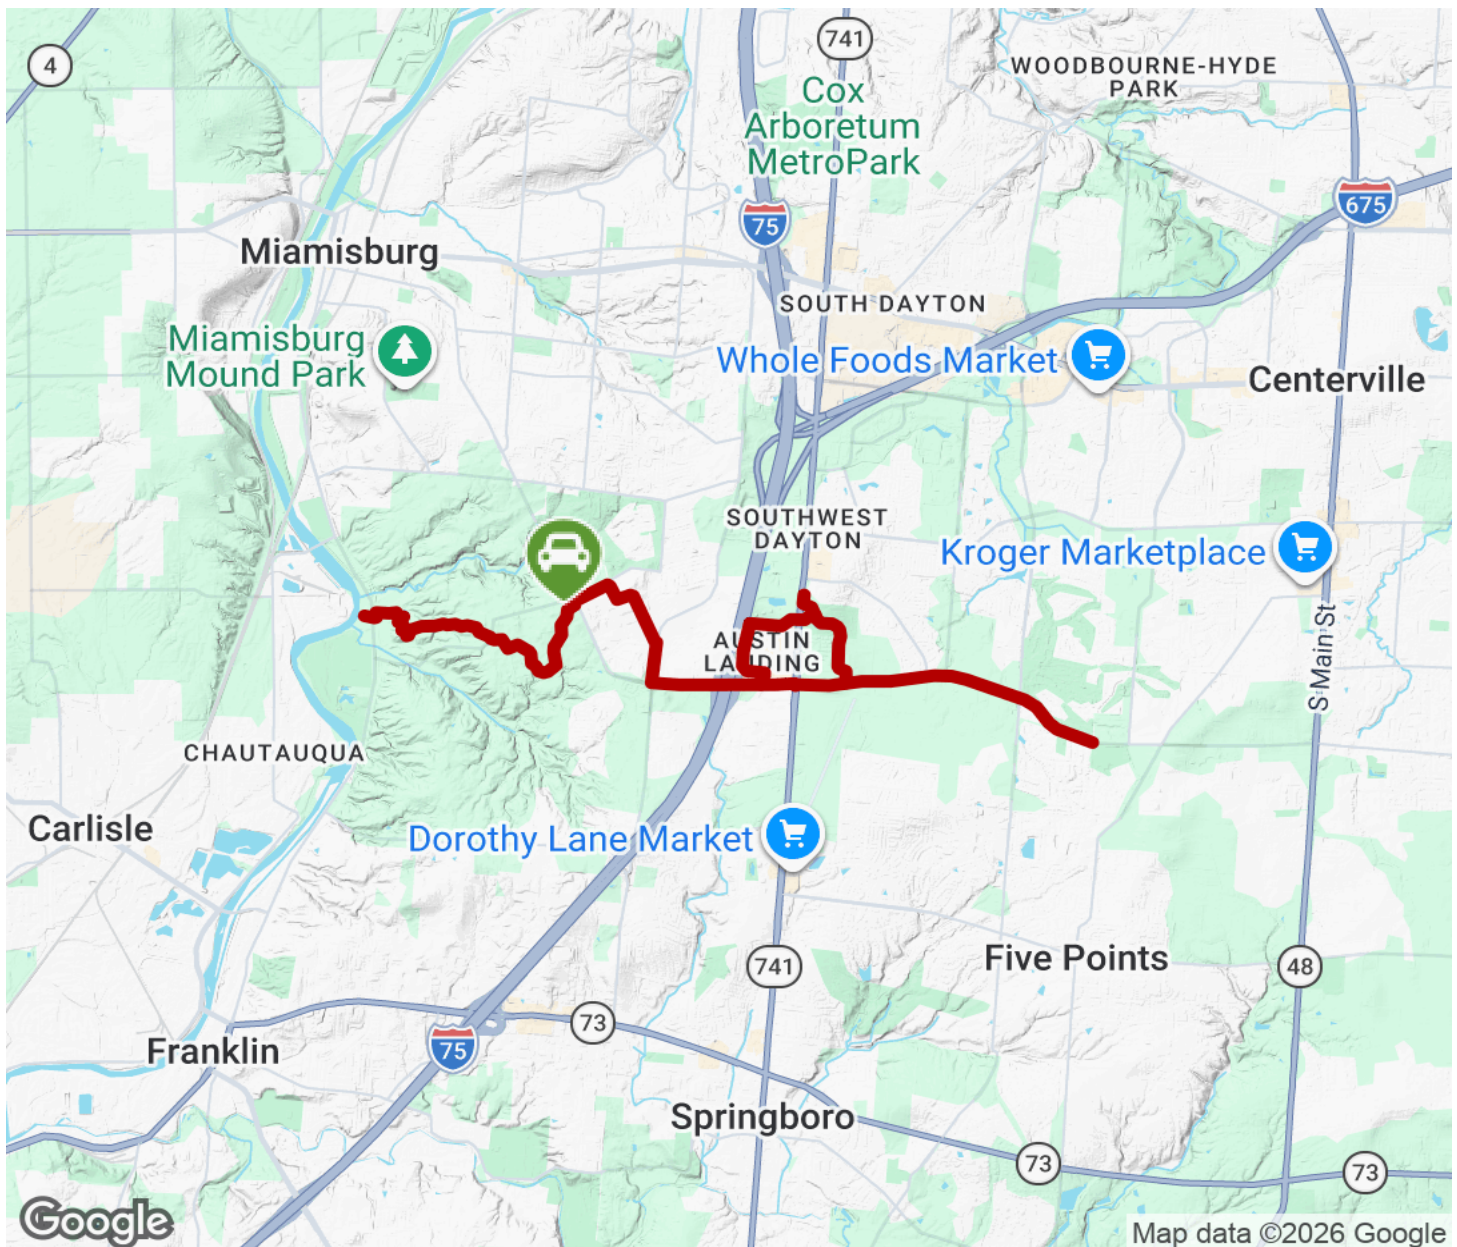 4
741
WOODBOURNE-HYDE
PARK
Cox
Arboretum
MetroPark
675
75
Miamisburg
SOUTH DAYTON
Miamisburg
Mound Park
Whole Foods Market
Centerville
SOUTHWEST
DAYTON
Kroger Marketplace
AUSTIN
LANDING
S Main St
CHAUTAUQUA
Carlisle
Dorothy Lane Market
Five Points
741
48
73
Franklin
75
Springboro
73
73
Google
Map data ©2026 Google